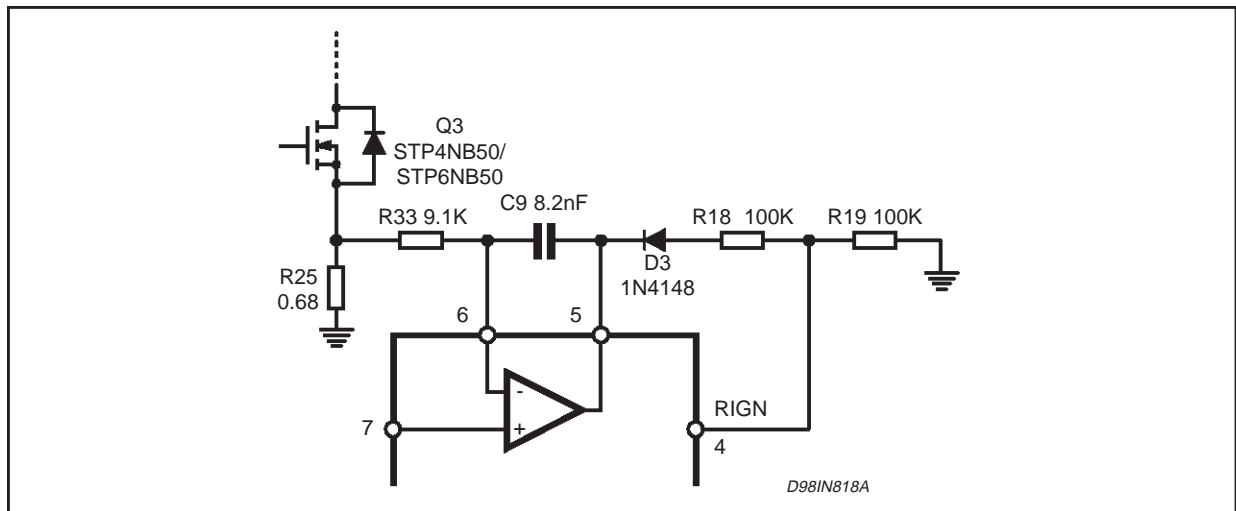 Q3
STP4NB50/
STP6NB50
C9 8.2nF
R33 9.1K
R18 100K
R19 100K
D3
1N4148
R25
0.68
6
5
-
+
7
RIGN
4
D98IN818A